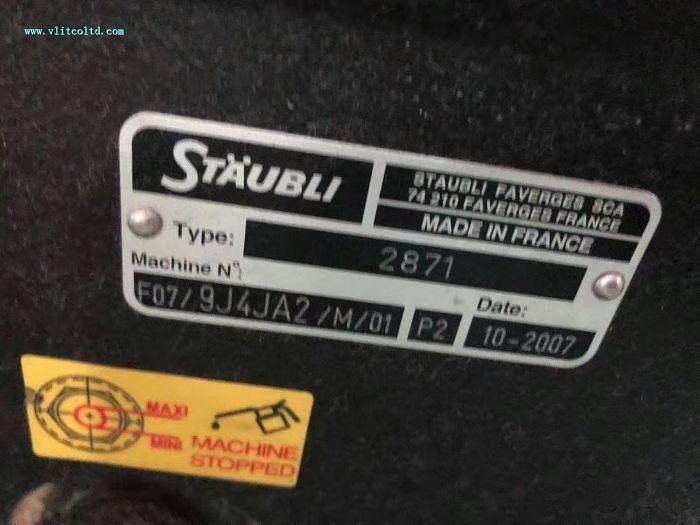 www.vlitcoltd.com
STÄUBLI
STAUBLI FAVERGES SCA
74 210 FAVERGES FRANCE
MADE IN FRANCE
Type: 2871
Machine N°:
Date:
F07/9J4JA2/M/01 P2 10-2007
MAXI
MINI
MACHINE
STOPPED